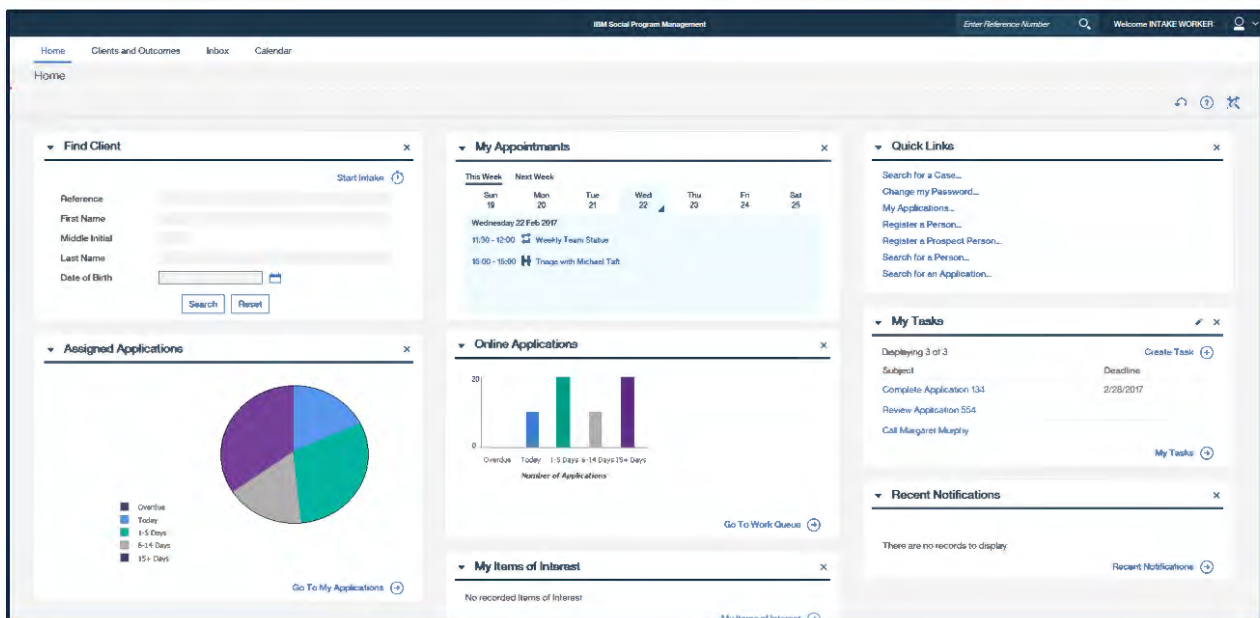 IBM Social Program Management
Enter Reference Number
Welcome INTAKE WORKER
Home Clients and Outcomes Inbox Calendar
Home
Find Client
Start Intake
Reference
First Name
Middle Initial
Last Name
Date of Birth
Search Reset
Assigned Applications
Overdue
Today
1-5 Days
6-14 Days
15+ Days
Go To My Applications
My Appointments
This Week Next Week
Sun Mon Tue Wed Thu Fri Sat
19 20 21 22 23 24 25
Wednesday 22 Feb 2017
11:30 - 12:00 Weekly Team Status
15:00 - 15:00 Triage with Michael Taft
Online Applications
20
0
Overdue Today 1-5 Days 6-14 Days 15+ Days
Number of Applications
Go To Work Queue
My Items of Interest
No recorded Items of Interest
My Items of Interest
Quick Links
Search for a Case...
Change my Password...
My Applications...
Register a Person...
Register a Prospect Person...
Search for a Person...
Search for an Application...
My Tasks
Displaying 3 of 3
Create Task
Subject Deadline
Complete Application 134 2/28/2017
Review Application 554
Call Margaret Murphy
My Tasks
Recent Notifications
There are no records to display
Recent Notifications